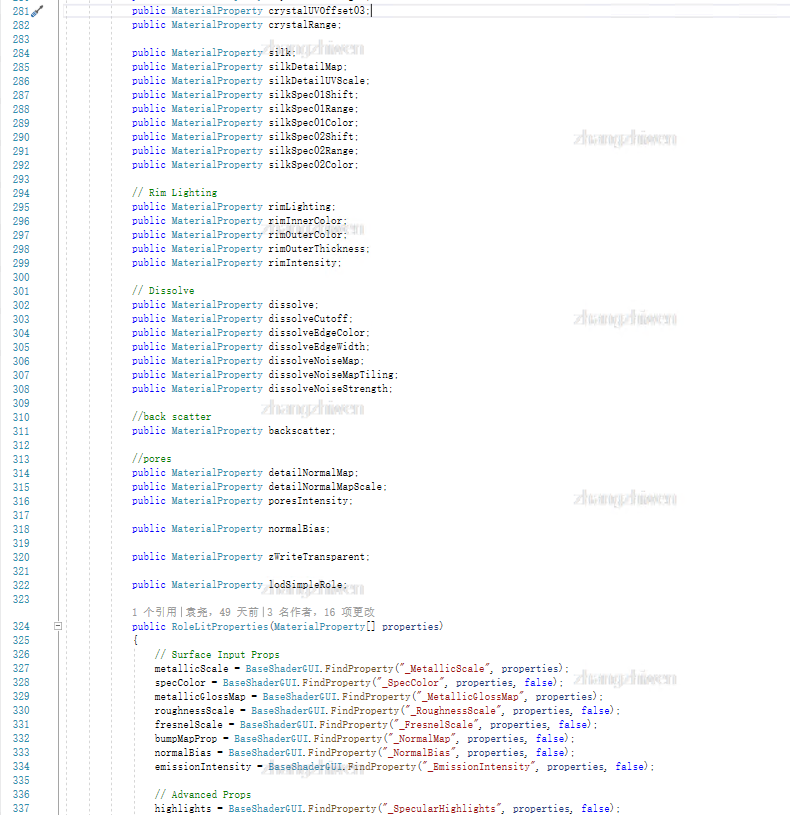 281 public MaterialProperty crystalUVOffset03;
282 public MaterialProperty crystalRange;
283
284 public MaterialProperty silk;
285 public MaterialProperty silkDetailMap;
286 public MaterialProperty silkDetailUVScale;
287 public MaterialProperty silkSpec01Shift;
288 public MaterialProperty silkSpec01Range;
289 public MaterialProperty silkSpec01Color;
290 public MaterialProperty silkSpec02Shift;
291 public MaterialProperty silkSpec02Range;
292 public MaterialProperty silkSpec02Color;
293
294 // Rim Lighting
295 public MaterialProperty rimLighting;
296 public MaterialProperty rimInnerColor;
297 public MaterialProperty rimOuterColor;
298 public MaterialProperty rimOuterThickness;
299 public MaterialProperty rimIntensity;
300
301 // Dissolve
302 public MaterialProperty dissolve;
303 public MaterialProperty dissolveCutoff;
304 public MaterialProperty dissolveEdgeColor;
305 public MaterialProperty dissolveEdgeWidth;
306 public MaterialProperty dissolveNoiseMap;
307 public MaterialProperty dissolveNoiseMapTiling;
308 public MaterialProperty dissolveNoiseStrength;
309
310 //back scatter
311 public MaterialProperty backscatter;
312
313 //pores
314 public MaterialProperty detailNormalMap;
315 public MaterialProperty detailNormalMapScale;
316 public MaterialProperty poresIntensity;
317
318 public MaterialProperty normalBias;
319
320 public MaterialProperty zWriteTransparent;
321
322 public MaterialProperty lodSimpleRole;
323
1 个引用|袁尧，49 天前|3 名作者，16 项更改
324 public RoleLitProperties(MaterialProperty[] properties)
325 {
326 // Surface Input Props
327 metallicScale = BaseShaderGUI.FindProperty("_MetallicScale", properties);
328 specColor = BaseShaderGUI.FindProperty("_SpecColor", properties, false);
329 metallicGlossMap = BaseShaderGUI.FindProperty("_MetallicGlossMap", properties);
330 roughnessScale = BaseShaderGUI.FindProperty("_RoughnessScale", properties, false);
331 fresnelScale = BaseShaderGUI.FindProperty("_FresnelScale", properties, false);
332 bumpMapProp = BaseShaderGUI.FindProperty("_NormalMap", properties, false);
333 normalBias = BaseShaderGUI.FindProperty("_NormalBias", properties, false);
334 emissionIntensity = BaseShaderGUI.FindProperty("_EmissionIntensity", properties, false);
335
336 // Advanced Props
337 highlights = BaseShaderGUI.FindProperty("_SpecularHighlights", properties, false);